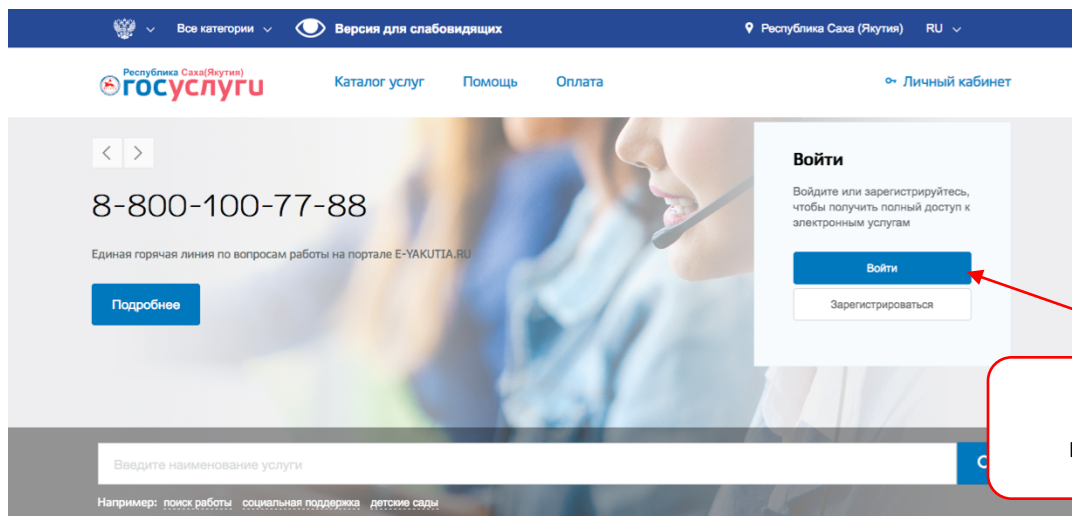 Все категории
Версия для слабовидящих
Республика Саха (Якутия)
RU
Республика Саха(Якутия)
госуслуги
Каталог услуг
Помощь
Оплата
Личный кабинет
8-800-100-77-88
Единая горячая линия по вопросам работы на портале E-YAKUTIA.RU
Подробнее
Войти
Войдите или зарегистрируйтесь,
чтобы получить полный доступ к
электронным услугам
Войти
Зарегистрироваться
Введите наименование услуги
Например: поиск работы социальная поддержка детские сады